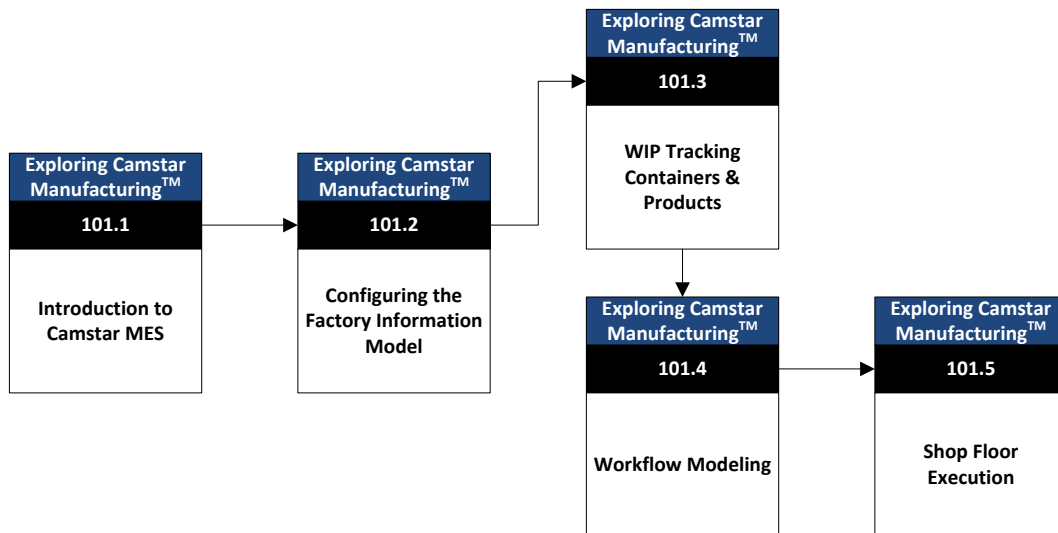 Exploring Camstar
Manufacturing™
101.1
Introduction to
Camstar MES
Exploring Camstar
Manufacturing™
101.2
Configuring the
Factory Information
Model
Exploring Camstar
Manufacturing™
101.3
WIP Tracking
Containers &
Products
Exploring Camstar
Manufacturing™
101.4
Workflow Modeling
Exploring Camstar
Manufacturing™
101.5
Shop Floor
Execution